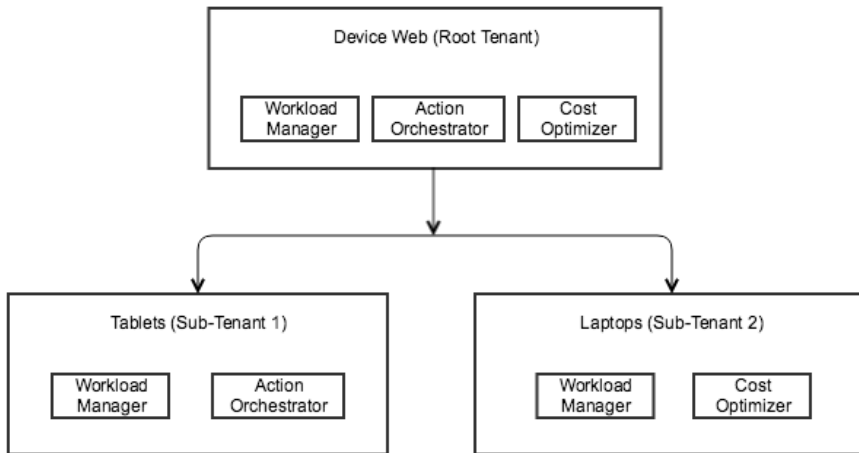 Device Web (Root Tenant)
Workload
Manager
Action
Orchestrator
Cost
Optimizer
Tablets (Sub-Tenant 1)
Workload
Manager
Action
Orchestrator
Laptops (Sub-Tenant 2)
Workload
Manager
Cost
Optimizer